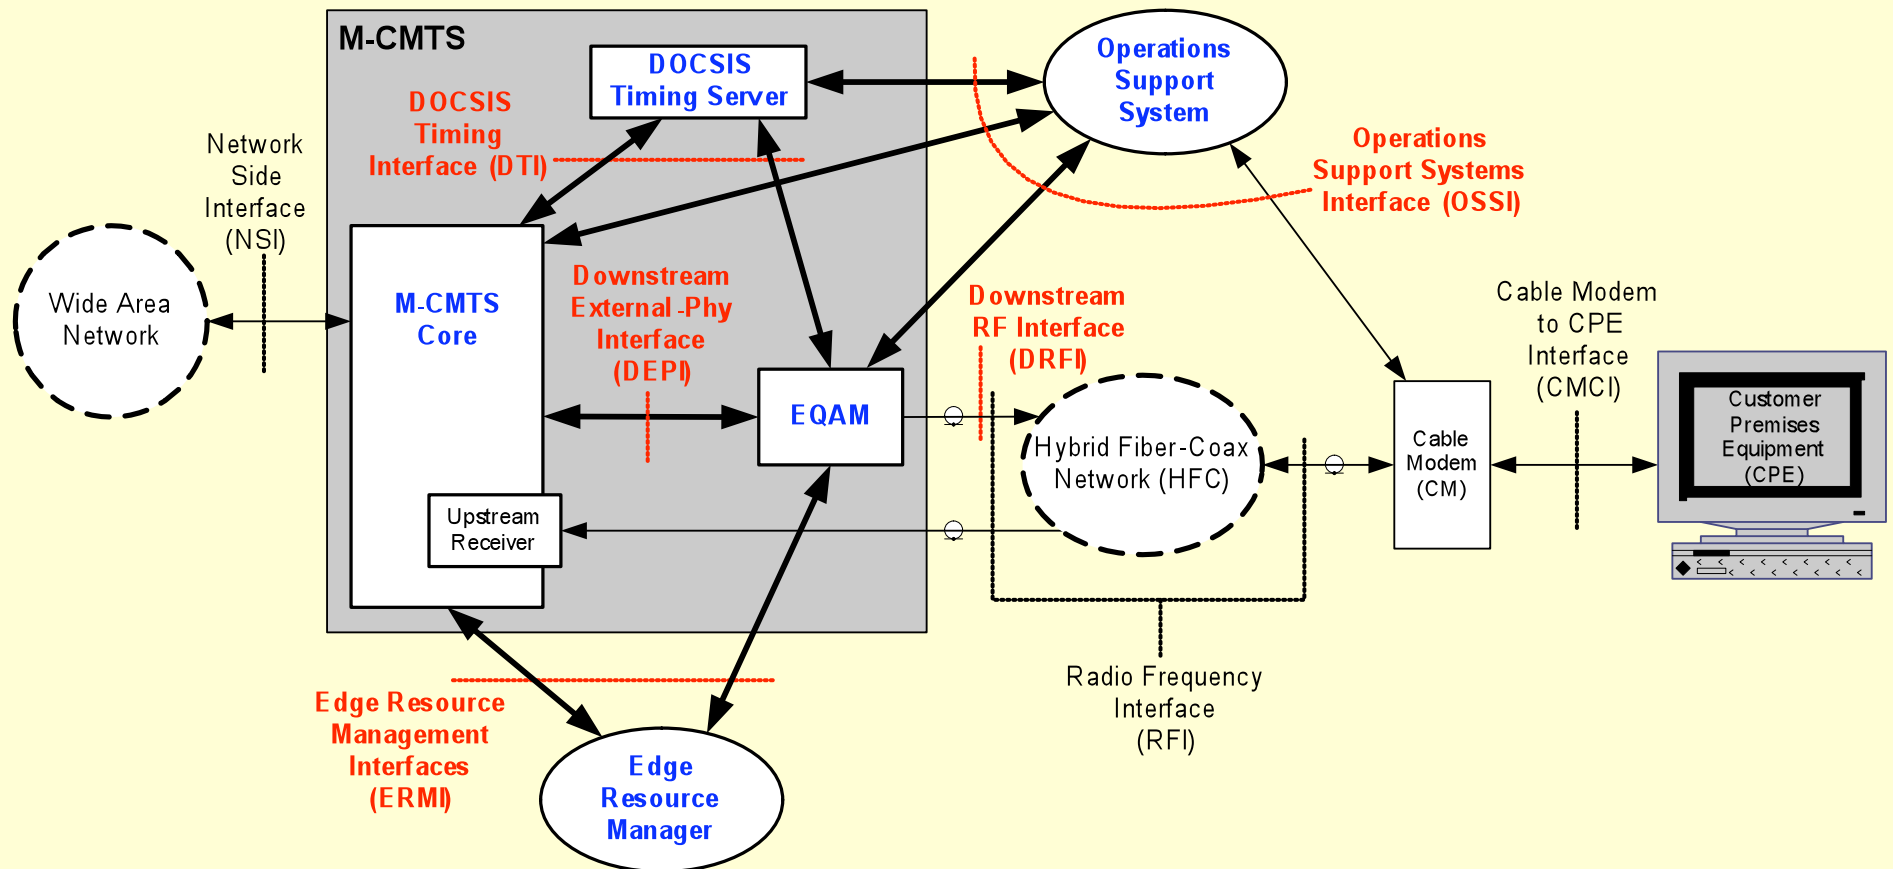 M-CMTS
DOCSIS
Timing Server
Operations
Support
System
DOCSIS
Timing
Interface (DTI)
Operations
Support Systems
Interface (OSSI)
Network
Side
Interface
(NSI)
Wide Area
Network
M-CMTS
Core
Downstream
External-Phy
Interface
(DEPI)
Downstream
RF Interface
(DRFI)
Cable Modem
to CPE
Interface
(CMCI)
EQAM
Hybrid Fiber-Coax
Network (HFC)
Cable
Modem
(CM)
Customer
Premises
Equipment
(CPE)
Upstream
Receiver
Radio Frequency
Interface
(RFI)
Edge Resource
Management
Interfaces
(ERMI)
Edge
Resource
Manager